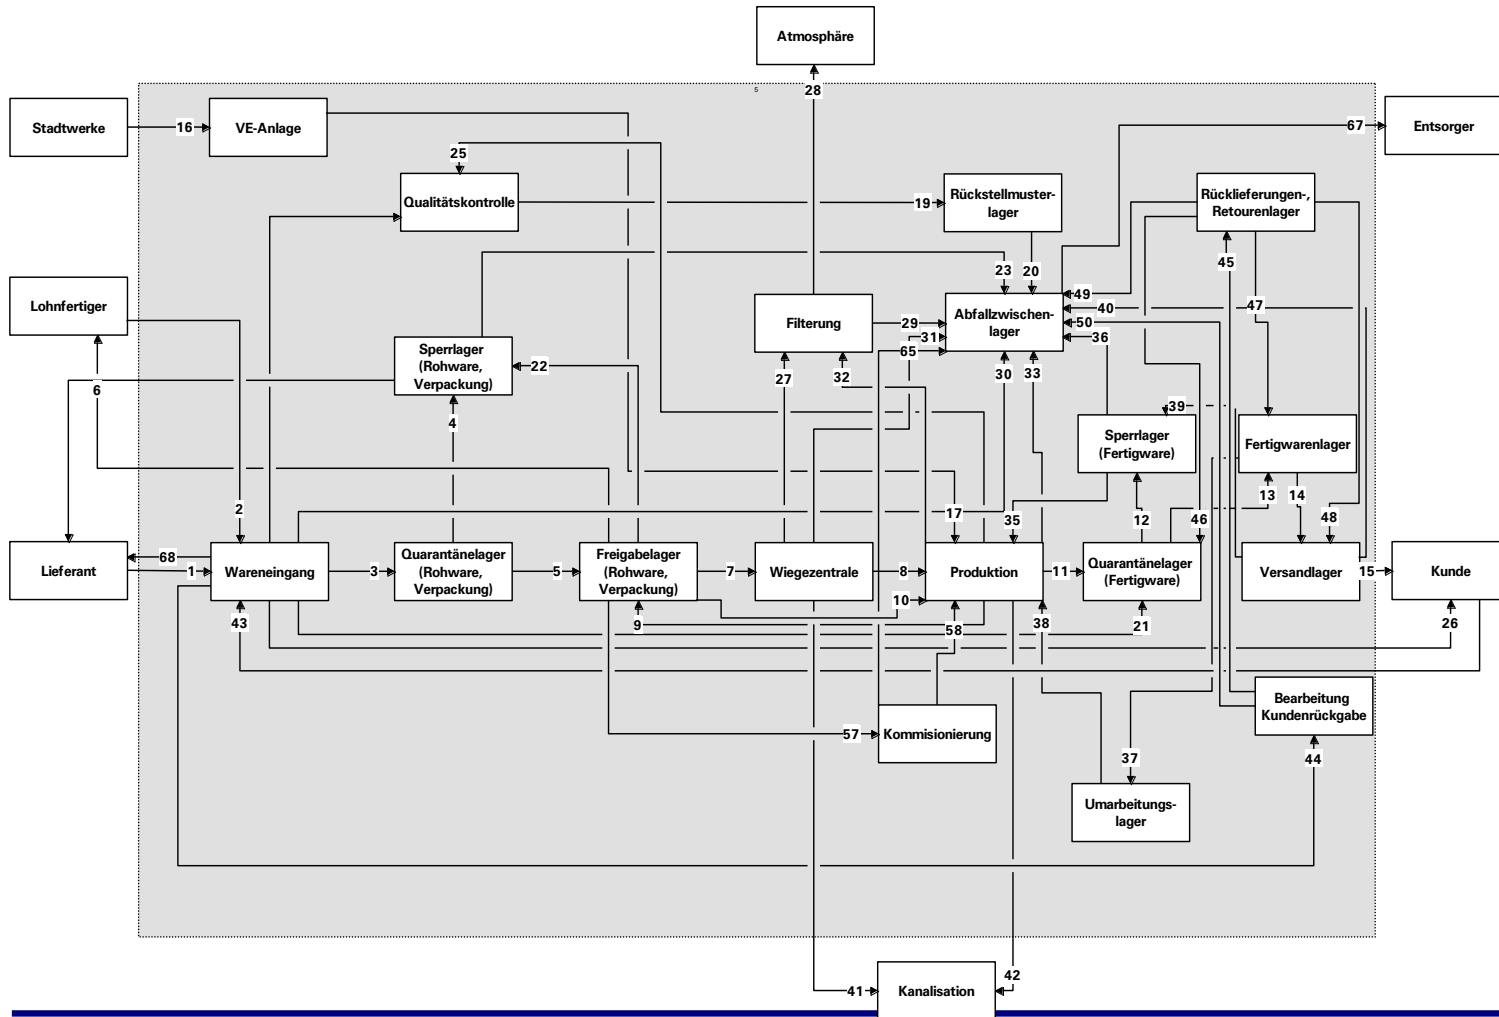 Atmosphäre
28
5
Stadtwerke
16
VE-Anlage
67
Entsorger
25
Qualitätskontrolle
19
Rückstellmuster-
lager
Rücklieferungen-,
Retourenlager
23
20
45
49
40
47
50
36
Lohnfertiger
Filterung
29
31
65
Abfallzwischen-
lager
6
Sperrlager
(Rohware,
Verpackung)
22
27
32
30
33
4
39
Sperrlager
(Fertigware)
Fertigwarenlager
2
17
35
12
46
13
14
48
Lieferant
68
1
Wareneingang
3
Quarantänelager
(Rohware,
Verpackung)
5
Freigabelager
(Rohware,
Verpackung)
7
Wiegezentrale
8
10
Produktion
11
Quarantänelager
(Fertigware)
Versandlager
15
Kunde
43
9
58
38
21
26
57
Kommisionierung
37
Bearbeitung
Kundenrückgabe
44
Umarbeitungs-
lager
41
Kanalisation
42